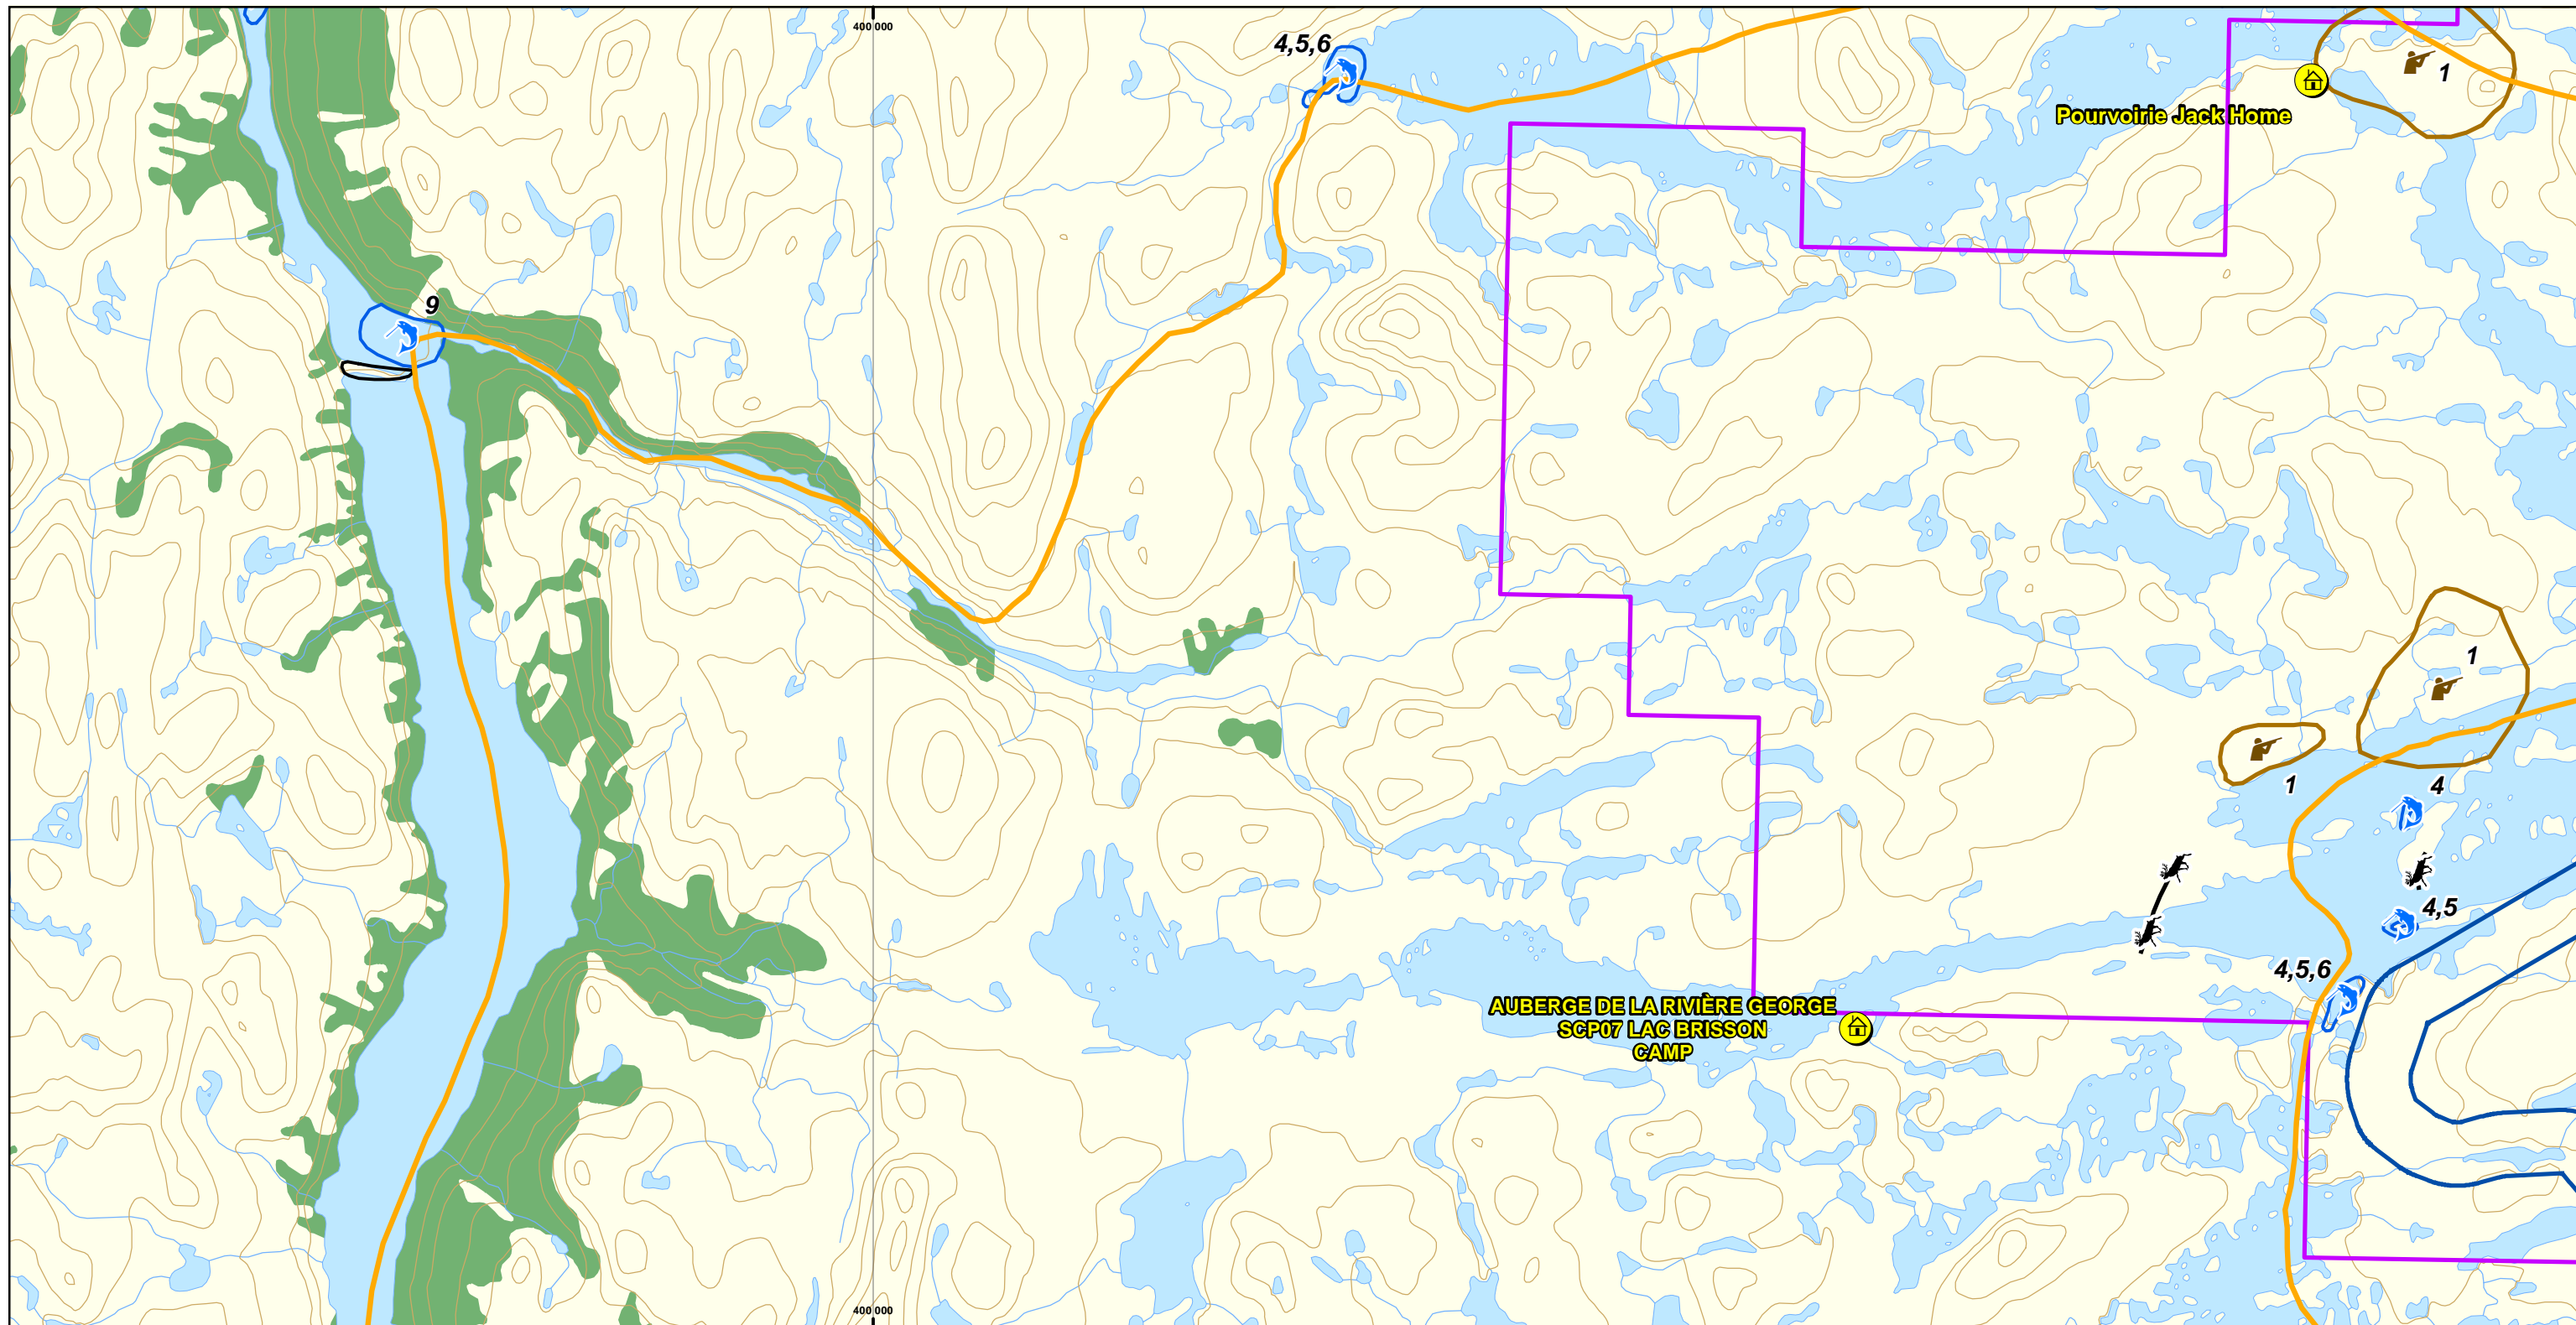 400 000
4,5,6
1
Pourvoirie Jack Home
9
1
1
4
4,5
4,5,6
AUBERGE DE LA RIVIÈRE GEORGE
SCP07 LAC BRISSON
CAMP
400 000